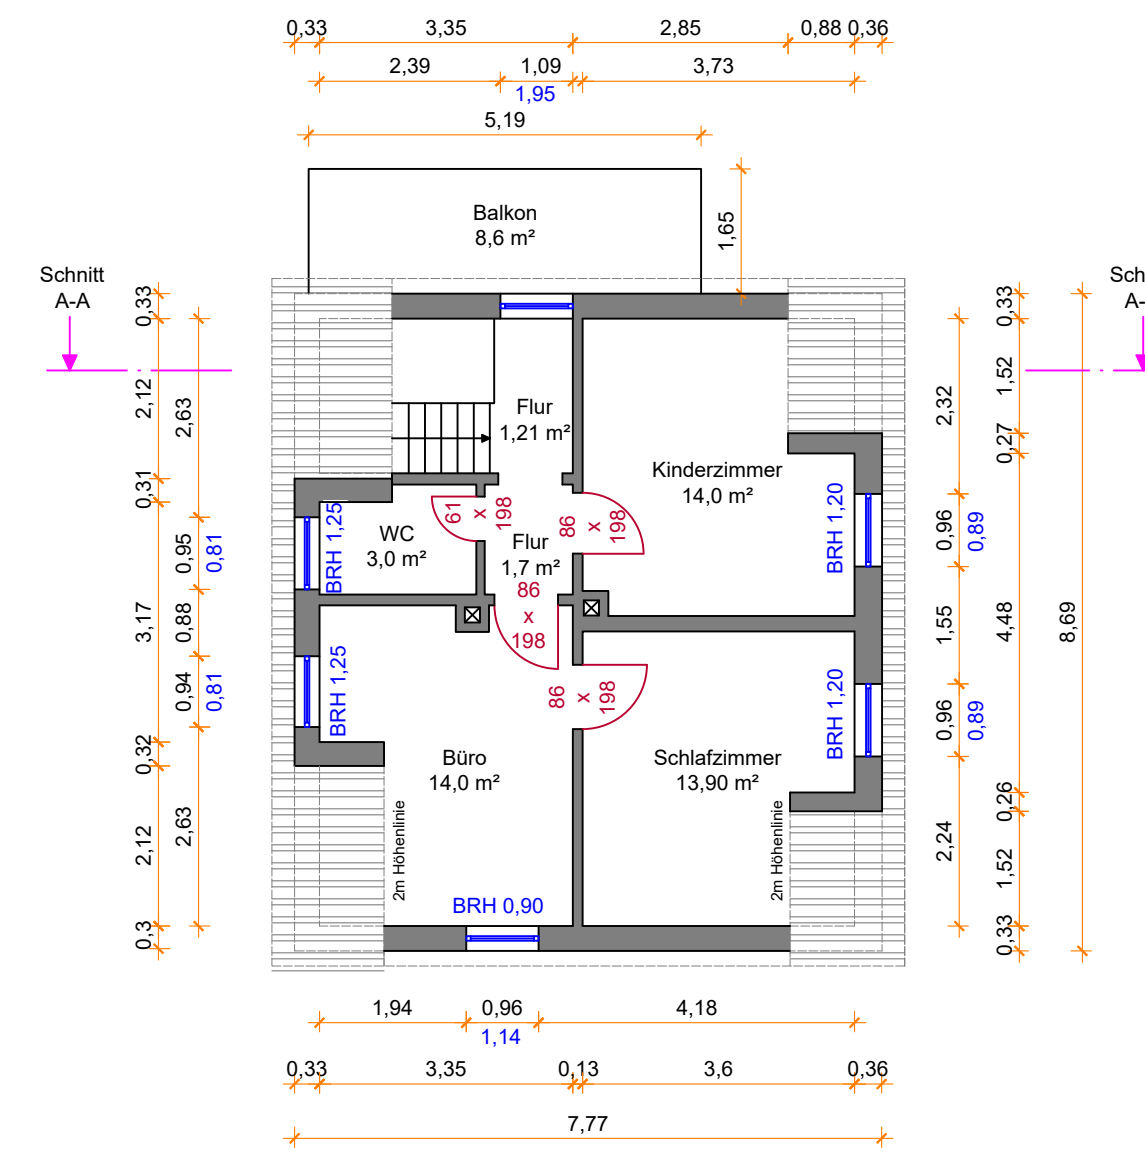 0,33 3,35 2,85 0,88 0,36
2,39 1,09 3,73
1,95
5,19
Balkon
8,6 m²
1,65
Schnitt
A-A
Sch
A-
0,33
2,12
2,63
0,31
0,95
0,81
3,17
0,88
0,94
0,81
0,32
2,12
2,63
0,3
Flur
1,21 m²
Kinderzimmer
14,0 m²
WC
3,0 m²
Flur
1,7 m²
61
x
198
86
x
198
86
x
198
86
x
198
BRH 1,25
BRH 1,25
BRH 1,20
BRH 1,20
Büro
14,0 m²
Schlafzimmer
13,90 m²
2m Höhenlinie
2m Höhenlinie
BRH 0,90
2,32
0,96
0,89
1,55
0,96
0,89
2,24
0,33
1,52
0,27
4,48
0,26
1,52
0,33
8,69
1,94 0,96 4,18
1,14
0,33 3,35 0,13 3,6 0,36
7,77